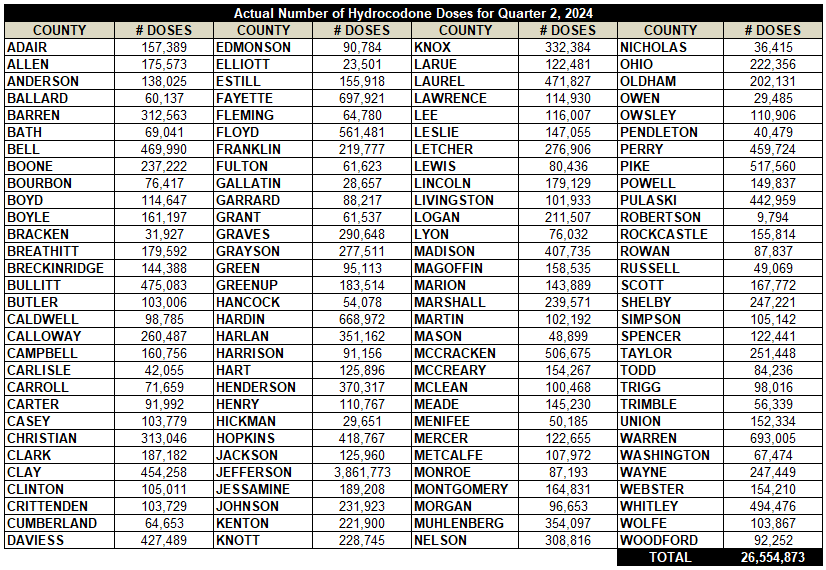 Actual Number of Hydrocodone Doses for Quarter 2, 2024
COUNTY # DOSES COUNTY # DOSES COUNTY # DOSES COUNTY # DOSES
ADAIR 157,389 EDMONSON 90,784 KNOX 332,384 NICHOLAS 36,415
ALLEN 175,573 ELLIOTT 23,501 LARUE 122,481 OHIO 222,356
ANDERSON 138,025 ESTILL 155,918 LAUREL 471,827 OLDHAM 202,131
BALLARD 60,137 FAYETTE 697,921 LAWRENCE 114,930 OWEN 29,485
BARREN 312,563 FLEMING 64,780 LEE 116,007 OWSLEY 110,906
BATH 69,041 FLOYD 561,481 LESLIE 147,055 PENDLETON 40,479
BELL 469,990 FRANKLIN 219,777 LETCHER 276,906 PERRY 459,724
BOONE 237,222 FULTON 61,623 LEWIS 80,436 PIKE 517,560
BOURBON 76,417 GALLATIN 28,657 LINCOLN 179,129 POWELL 149,837
BOYD 114,647 GARRARD 88,217 LIVINGSTON 101,933 PULASKI 442,959
BOYLE 161,197 GRANT 61,537 LOGAN 211,507 ROBERTSON 9,794
BRACKEN 31,927 GRAVES 290,648 LYON 76,032 ROCKCASTLE 155,814
BREATHITT 179,592 GRAYSON 277,511 MADISON 407,735 ROWAN 87,837
BRECKINRIDGE 144,388 GREEN 95,113 MAGOFFIN 158,535 RUSSELL 49,069
BULLITT 475,083 GREENUP 183,514 MARION 143,889 SCOTT 167,772
BUTLER 103,006 HANCOCK 54,078 MARSHALL 239,571 SHELBY 247,221
CALDWELL 98,785 HARDIN 668,972 MARTIN 102,192 SIMPSON 105,142
CALLOWAY 260,487 HARLAN 351,162 MASON 48,899 SPENCER 122,441
CAMPBELL 160,756 HARRISON 91,156 MCCRACKEN 506,675 TAYLOR 251,448
CARLISLE 42,055 HART 125,896 MCCREARY 154,267 TODD 84,236
CARROLL 71,659 HENDERSON 370,317 MCLEAN 100,468 TRIGG 98,016
CARTER 91,992 HENRY 110,767 MEADE 145,230 TRIMBLE 56,339
CASEY 103,779 HICKMAN 29,651 MENIFEE 50,185 UNION 152,334
CHRISTIAN 313,046 HOPKINS 418,767 MERCER 122,655 WARREN 693,005
CLARK 187,182 JACKSON 125,960 METCALFE 107,972 WASHINGTON 67,474
CLAY 454,258 JEFFERSON 3,861,773 MONROE 87,193 WAYNE 247,449
CLINTON 105,011 JESSAMINE 189,208 MONTGOMERY 164,831 WEBSTER 154,210
CRITTENDEN 103,729 JOHNSON 231,923 MORGAN 96,653 WHITLEY 494,476
CUMBERLAND 64,653 KENTON 221,900 MUHLENBERG 354,097 WOLFE 103,867
DAVIESS 427,489 KNOTT 228,745 NELSON 308,816 WOODFORD 92,252
TOTAL 26,554,873